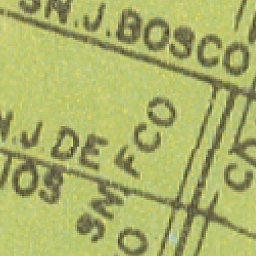 SN.J.BOSCO
N.J DE
IOS
SN FCO